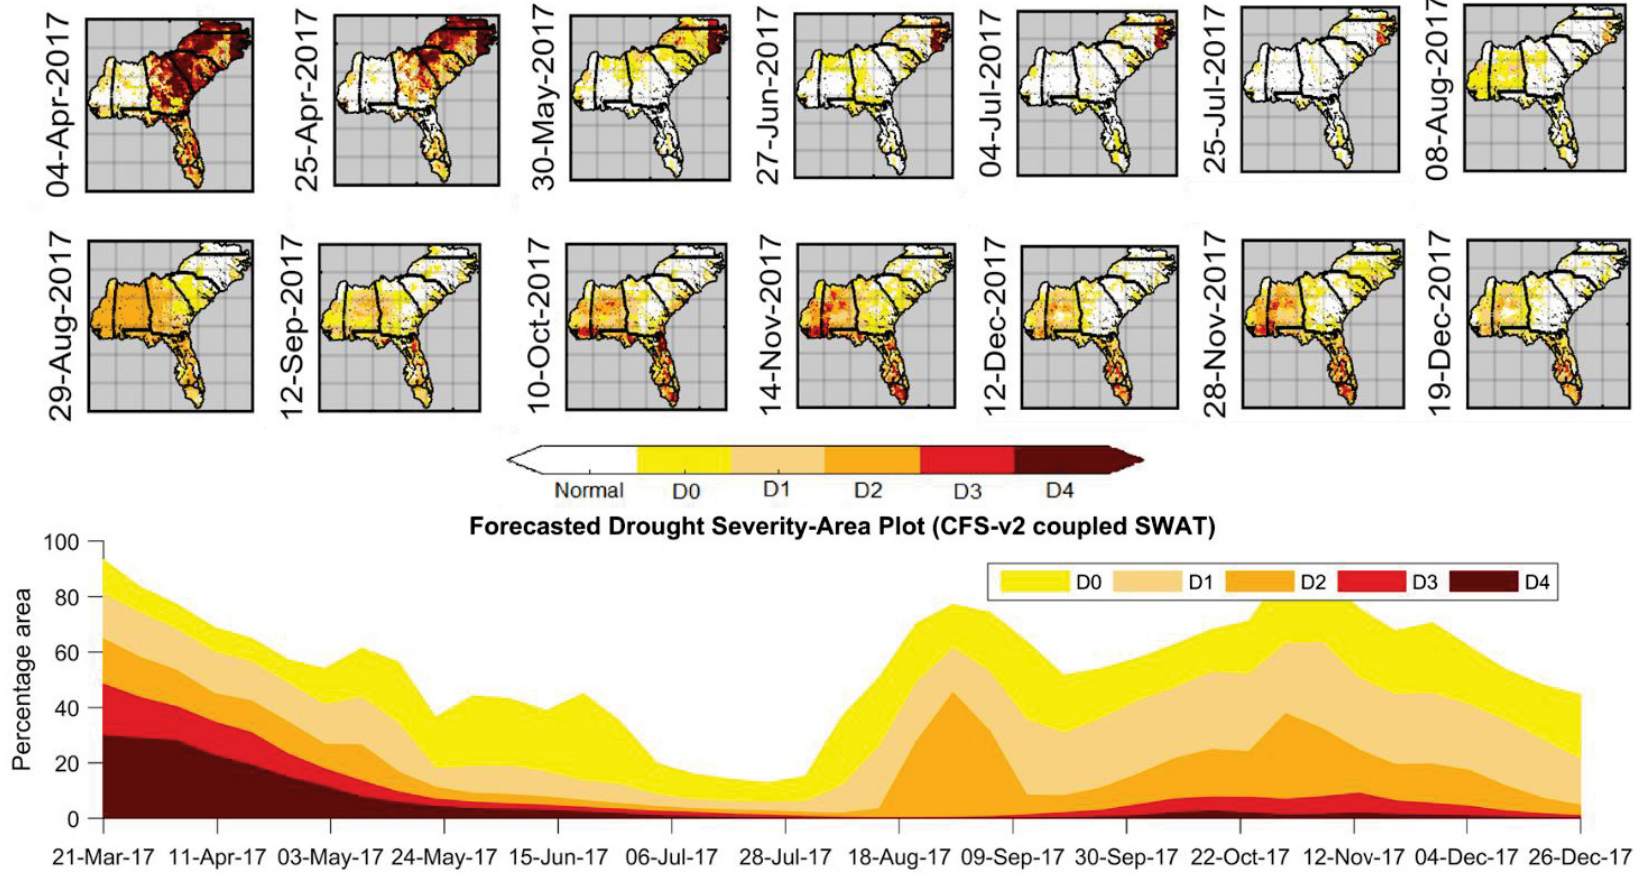 04-Apr-2017
25-Apr-2017
30-May-2017
27-Jun-2017
04-Jul-2017
25-Jul-2017
08-Aug-2017
29-Aug-2017
12-Sep-2017
10-Oct-2017
14-Nov-2017
12-Dec-2017
28-Nov-2017
19-Dec-2017
Normal D0 D1 D2 D3 D4
Forecasted Drought Severity-Area Plot (CFS-v2 coupled SWAT)
D0 D1 D2 D3 D4
Percentage area
100
80
60
40
20
0
21-Mar-17 11-Apr-17 03-May-17 24-May-17 15-Jun-17 06-Jul-17 28-Jul-17 18-Aug-17 09-Sep-17 30-Sep-17 22-Oct-17 12-Nov-17 04-Dec-17 26-Dec-17